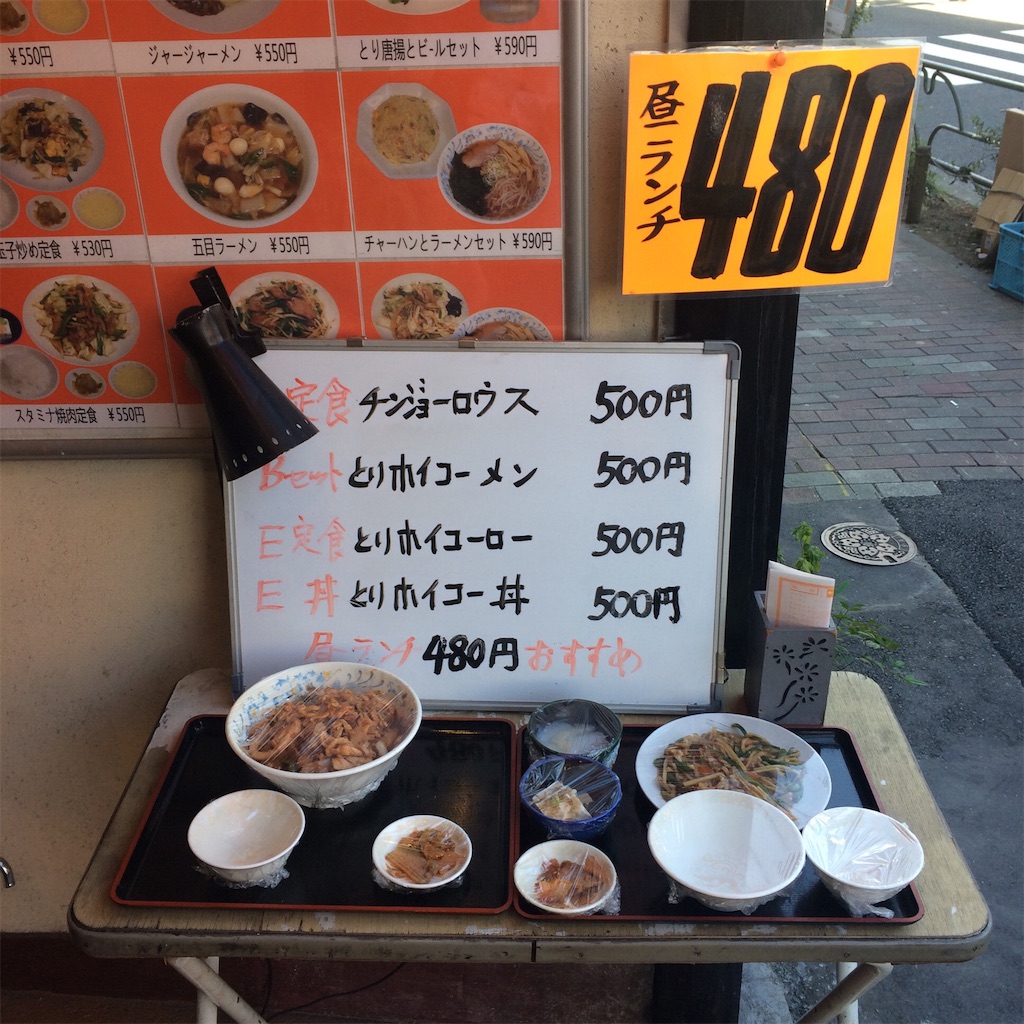 ¥550円
ジャージャーメン ¥550円
とり唐揚とビールセット ¥590円
玉子炒め定食 ¥530円
五目ラーメン ¥550円
チャーハンとラーメンセット ¥590円
スタミナ焼肉定食 ¥550円
昼ランチ
480
定食 チンジョーロウス 500円
Bセット とりホイコーメン 500円
E定食 とりホイコーロー 500円
E丼 とりホイコー丼 500円
昼ランチ 480円 おすすめ